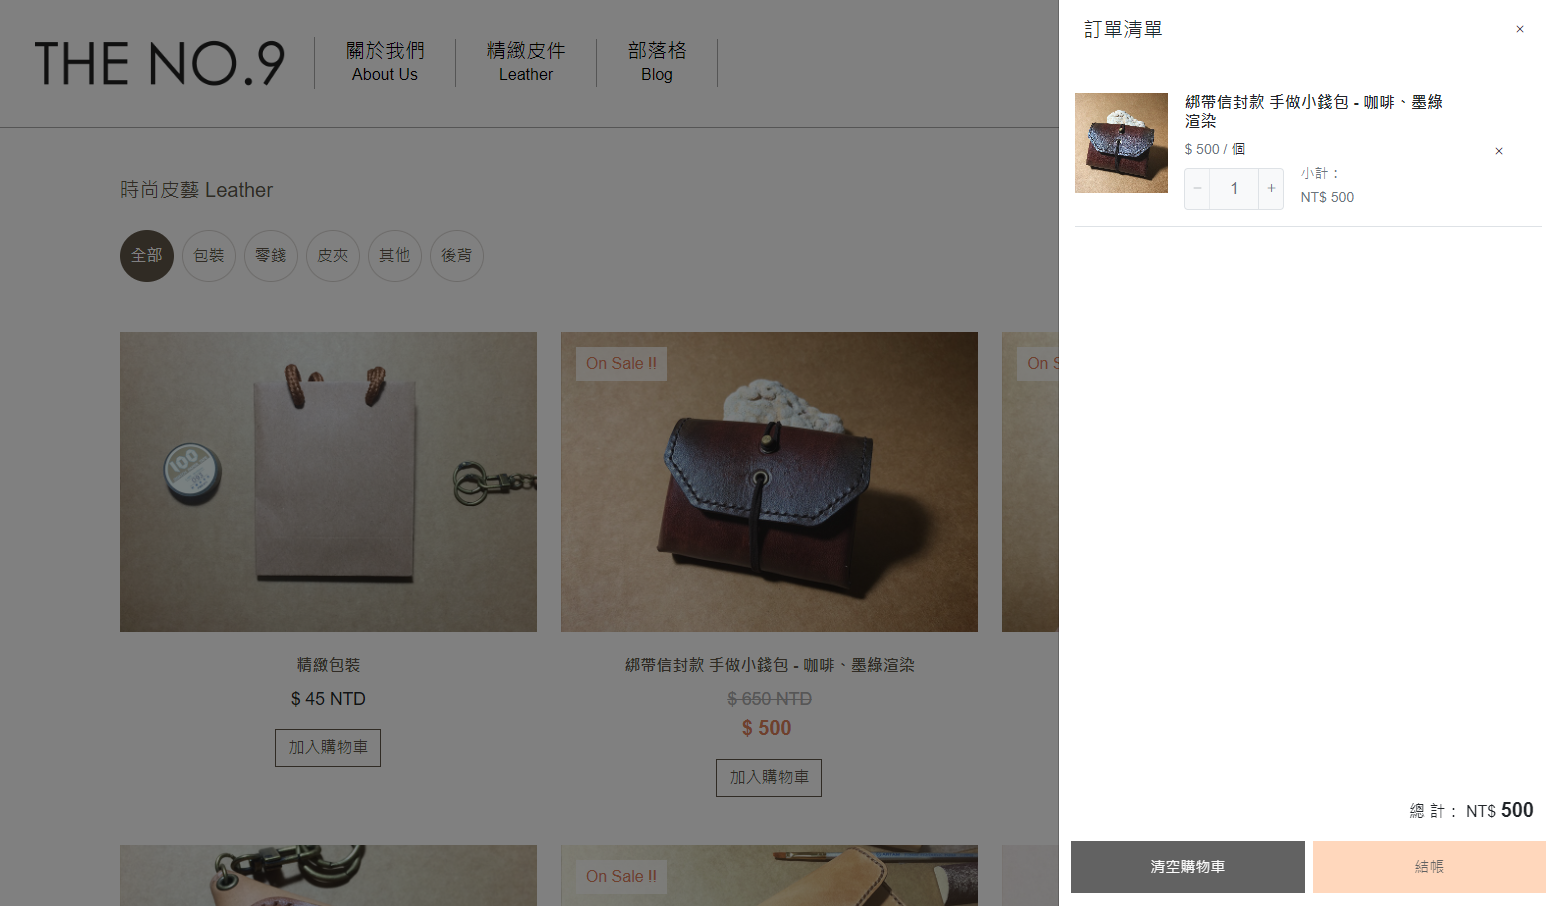 THE NO.9
關於我們
About Us
精緻皮件
Leather
部落格
Blog
時尚皮藝 Leather
全部
包裝
零錢
皮夾
其他
後背
100
On Sale !!
On S
精緻包裝
$ 45 NTD
加入購物車
綁帶信封款 手做小錢包 - 咖啡、墨綠渲染
$ 650 NTD
$ 500
加入購物車
On Sale !!
訂單清單
×
綁帶信封款 手做小錢包 - 咖啡、墨綠
渲染
$ 500 / 個
×
− 1 +
小計：
NT$ 500
總 計： NT$ 500
清空購物車
結帳